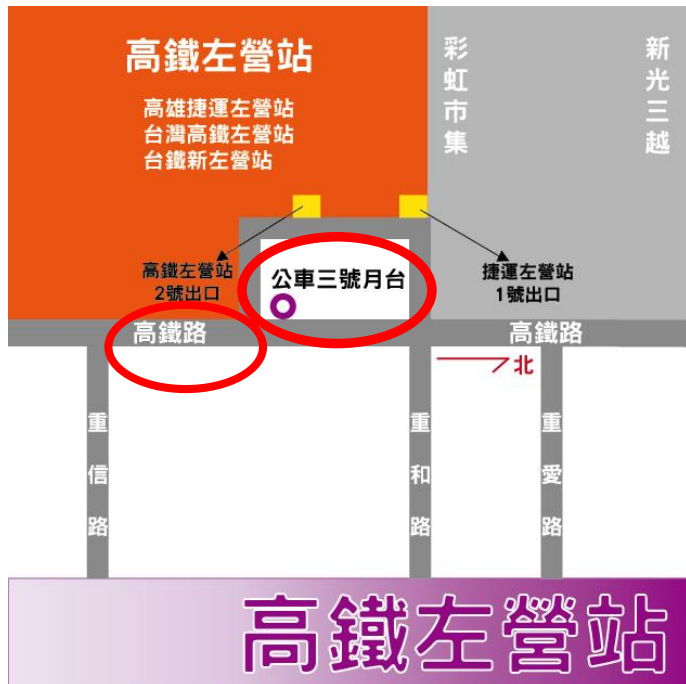 高鐵左營站
高雄捷運左營站
台灣高鐵左營站
台鐵新左營站
彩虹市集
新光三越
高鐵左營站
2號出口
公車三號月台
捷運左營站
1號出口
高鐵路
高鐵路
北
重信路
重和路
重愛路
高鐵左營站